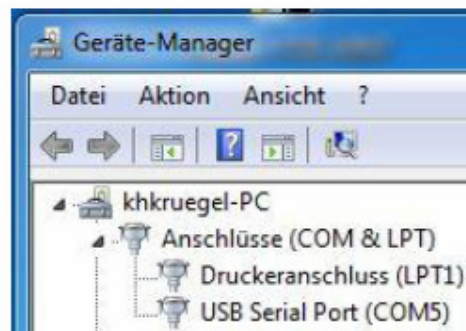 Geräte-Manager
Datei Aktion Ansicht ?
khkruegel-PC
Anschlüsse (COM & LPT)
Druckeranschluss (LPT1)
USB Serial Port (COM5)